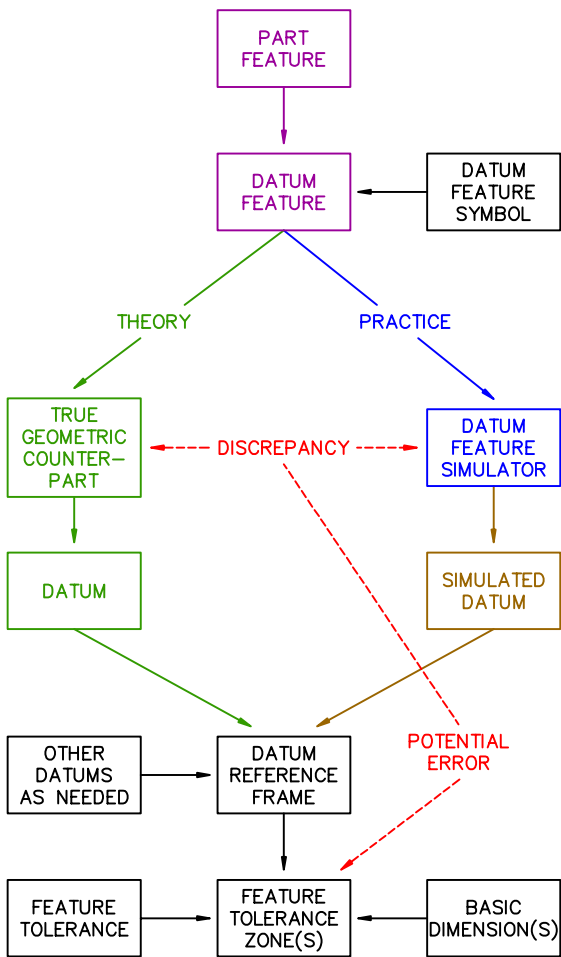 PART
FEATURE
DATUM
FEATURE
DATUM
FEATURE
SYMBOL
THEORY
PRACTICE
TRUE
GEOMETRIC
COUNTER–
PART
DISCREPANCY
DATUM
FEATURE
SIMULATOR
DATUM
SIMULATED
DATUM
OTHER
DATUMS
AS NEEDED
DATUM
REFERENCE
FRAME
POTENTIAL
ERROR
FEATURE
TOLERANCE
FEATURE
TOLERANCE
ZONE(S)
BASIC
DIMENSION(S)